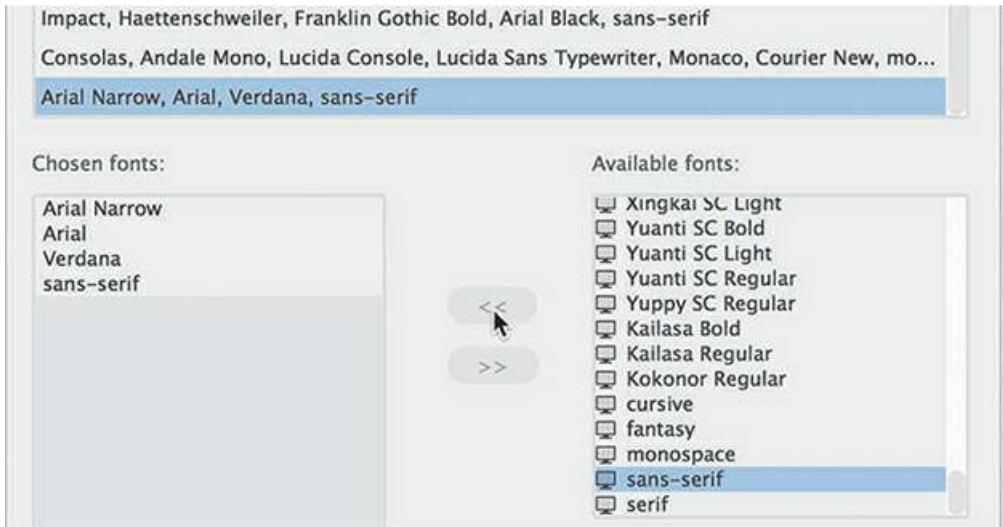 Impact, Haettenschweiler, Franklin Gothic Bold, Arial Black, sans-serif
Consolas, Andale Mono, Lucida Console, Lucida Sans Typewriter, Monaco, Courier New, mo...
Arial Narrow, Arial, Verdana, sans-serif
Chosen fonts:
Arial Narrow
Arial
Verdana
sans-serif
<<
>>
Available fonts:
Xingkai SC Light
Yuanti SC Bold
Yuanti SC Light
Yuanti SC Regular
Yuppy SC Regular
Kailasa Bold
Kailasa Regular
Kokonor Regular
cursive
fantasy
monospace
sans-serif
serif